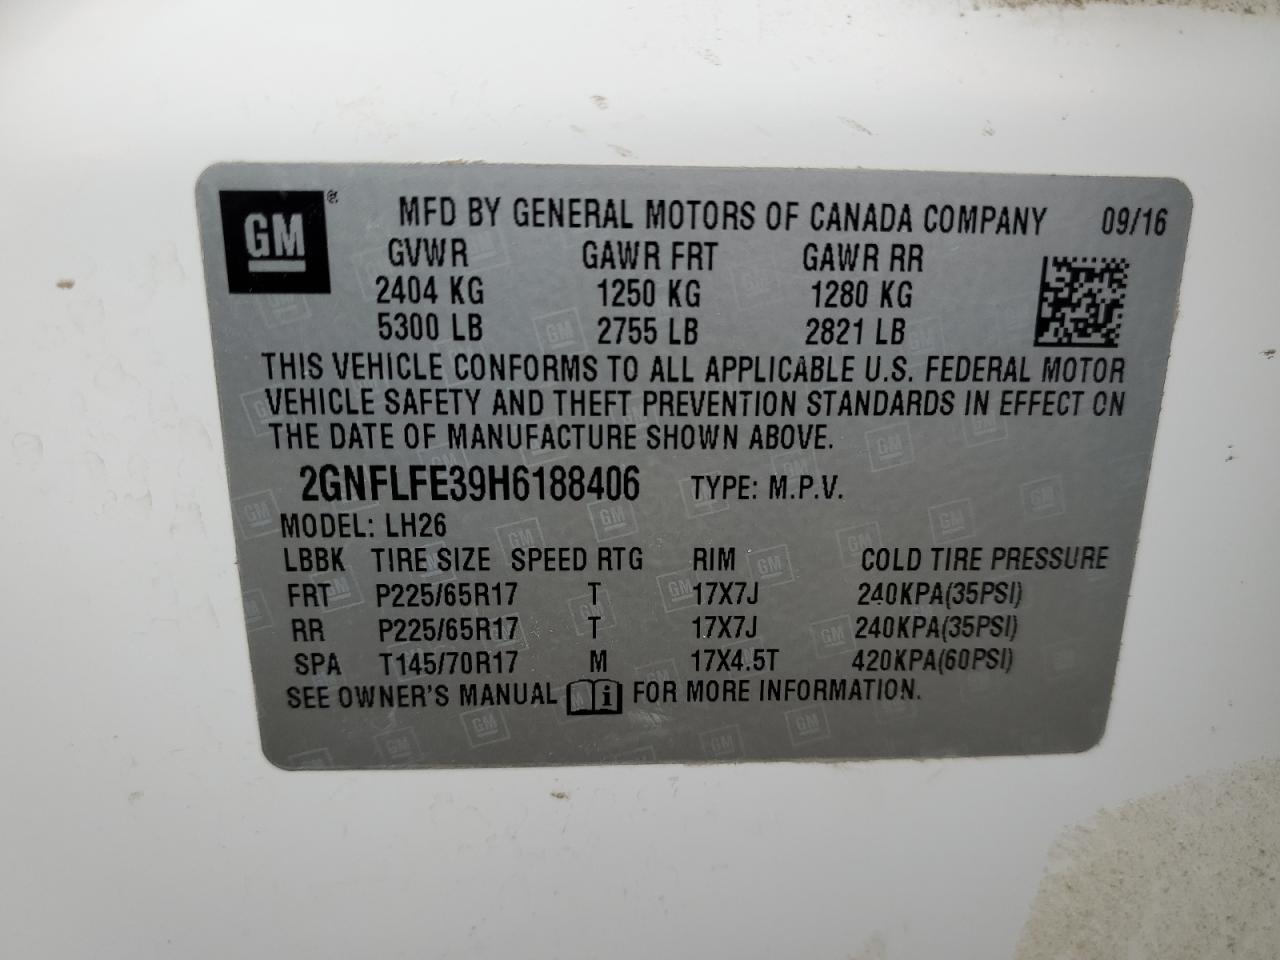 GM ® MFD BY GENERAL MOTORS OF CANADA COMPANY 09/16
GVWR GAWR FRT GAWR RR
2404 KG 1250 KG 1280 KG
5300 LB 2755 LB 2821 LB
THIS VEHICLE CONFORMS TO ALL APPLICABLE U.S. FEDERAL MOTOR
VEHICLE SAFETY AND THEFT PREVENTION STANDARDS IN EFFECT ON
THE DATE OF MANUFACTURE SHOWN ABOVE.
2GNFLFE39H6188406 TYPE: M.P.V.
MODEL: LH26
LBBK TIRE SIZE SPEED RTG RIM COLD TIRE PRESSURE
FRT P225/65R17 T 17X7J 240KPA(35PSI)
RR P225/65R17 T 17X7J 240KPA(35PSI)
SPA T145/70R17 M 17X4.5T 420KPA(60PSI)
SEE OWNER'S MANUAL i FOR MORE INFORMATION.